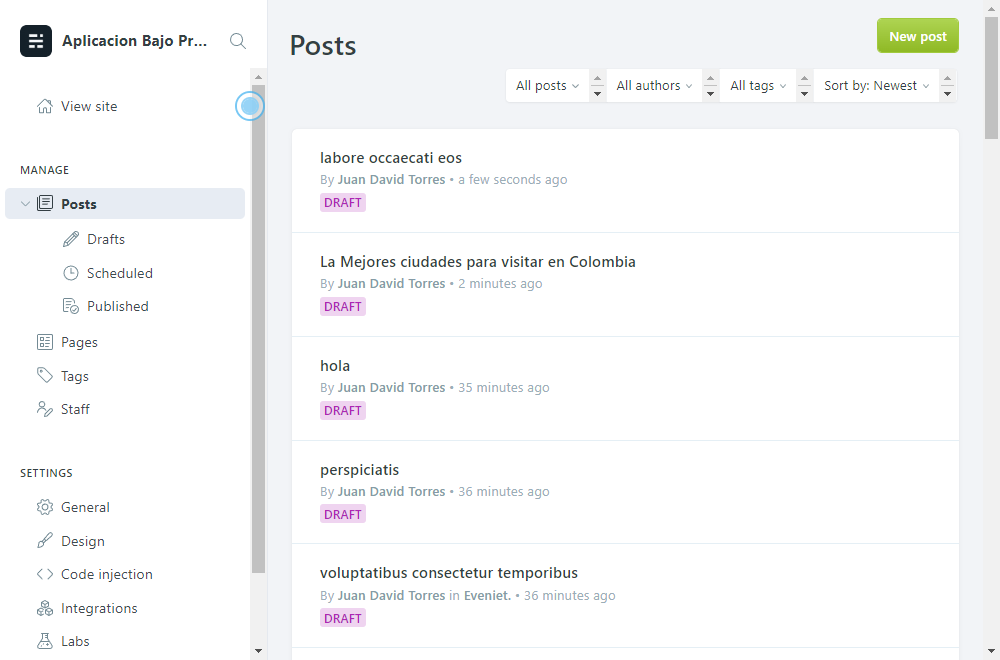 Aplicacion Bajo Pr...
View site
MANAGE
Posts
Drafts
Scheduled
Published
Pages
Tags
Staff
SETTINGS
General
Design
Code injection
Integrations
Labs
Posts
New post
All posts
All authors
All tags
Sort by: Newest
labore occaecati eos
By Juan David Torres • a few seconds ago
DRAFT
La Mejores ciudades para visitar en Colombia
By Juan David Torres • 2 minutes ago
DRAFT
hola
By Juan David Torres • 35 minutes ago
DRAFT
perspiciatis
By Juan David Torres • 36 minutes ago
DRAFT
voluptatibus consectetur temporibus
By Juan David Torres in Eveniet. • 36 minutes ago
DRAFT